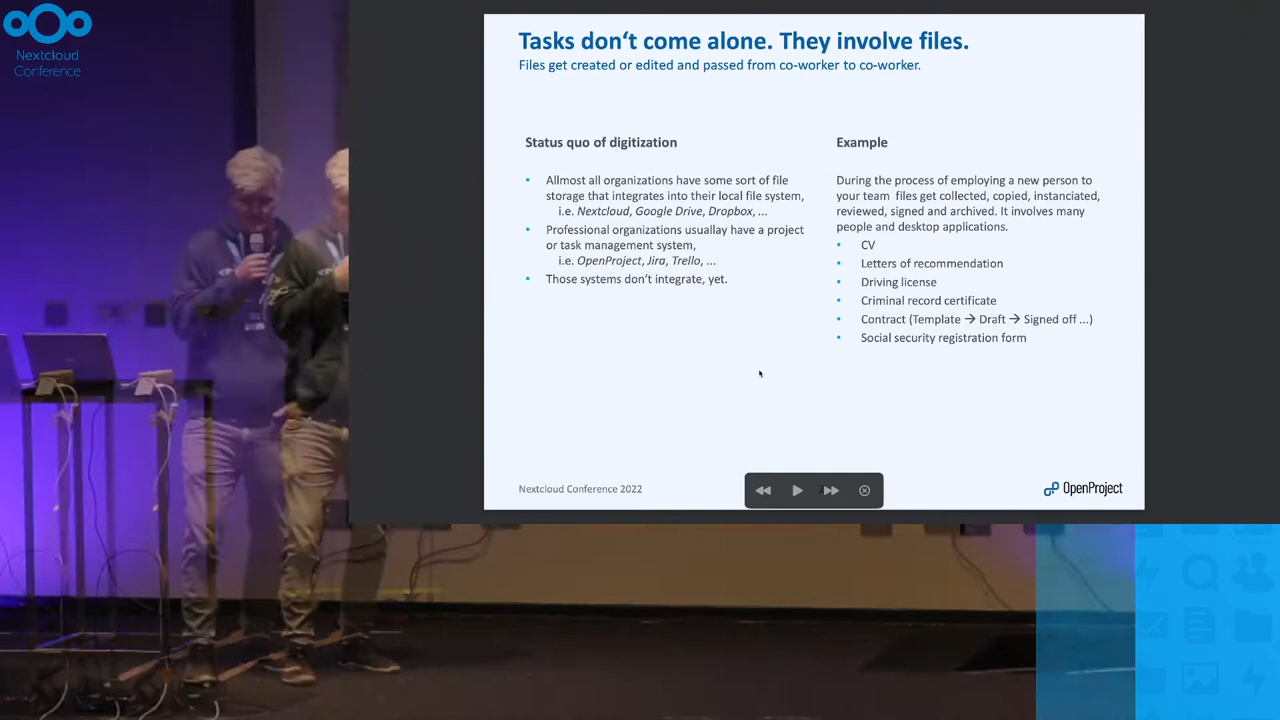 Nextcloud
Conference
Tasks don‘t come alone. They involve files.
Files get created or edited and passed from co-worker to co-worker.
Status quo of digitization
Allmost all organizations have some sort of file
storage that integrates into their local file system,
i.e. Nextcloud, Google Drive, Dropbox, ...
Professional organizations usuallay have a project
or task management system,
i.e. OpenProject, Jira, Trello, ...
Those systems don‘t integrate, yet.
Example
During the process of employing a new person to
your team files get collected, copied, instanciated,
reviewed, signed and archived. It involves many
people and desktop applications.
CV
Letters of recommendation
Driving license
Criminal record certificate
Contract (Template → Draft → Signed off ...)
Social security registration form
Nextcloud Conference 2022
OpenProject